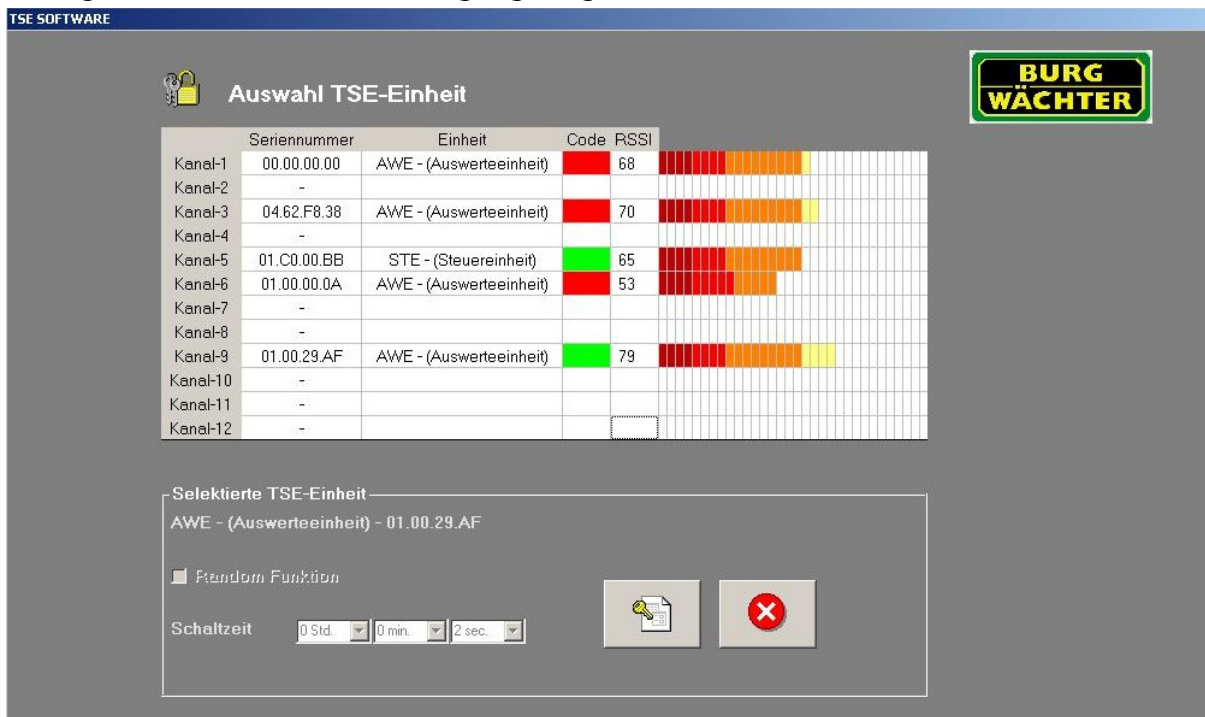 TSE SOFTWARE
BURG
WÄCHTER
Auswahl TSE-Einheit
Seriennummer Einheit Code RSSI
Kanal-1 00.00.00.00 AWE - (Auswerteeinheit) 68
Kanal-2 -
Kanal-3 04.62.F8.38 AWE - (Auswerteeinheit) 70
Kanal-4 -
Kanal-5 01.C0.00.BB STE - (Steuereinheit) 65
Kanal-6 01.00.00.0A AWE - (Auswerteeinheit) 53
Kanal-7 -
Kanal-8 -
Kanal-9 01.00.29.AF AWE - (Auswerteeinheit) 79
Kanal-10 -
Kanal-11 -
Kanal-12 -
Selektierte TSE-Einheit
AWE - (Auswerteeinheit) - 01.00.29.AF
Random Funktion
Schaltzeit 0 Std. 0 min. 2 sec.